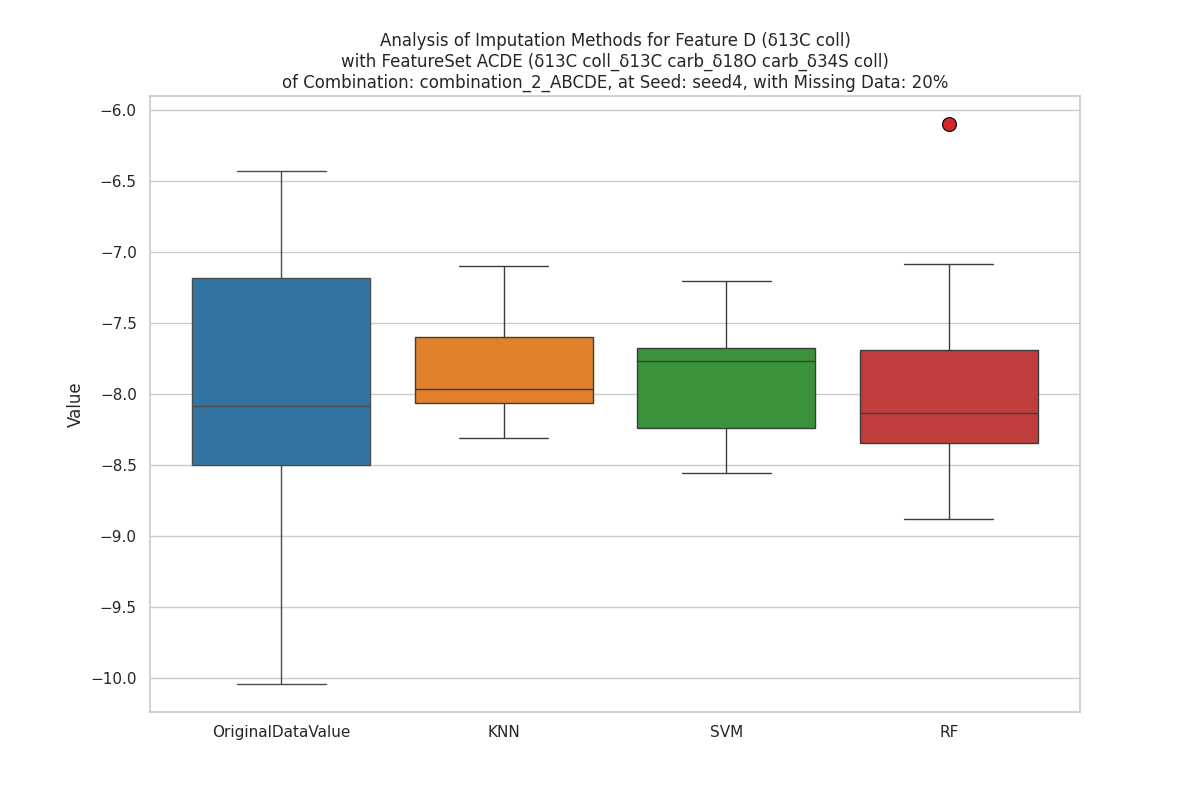 Analysis of Imputation Methods for Feature D (δ13C coll)
with FeatureSet ACDE (δ13C coll_δ13C carb_δ18O carb_δ34S coll)
of Combination: combination_2_ABCDE, at Seed: seed4, with Missing Data: 20%
−6.0
−6.5
−7.0
−7.5
−8.0
−8.5
−9.0
−9.5
−10.0
Value
OriginalDataValue
KNN
SVM
RF